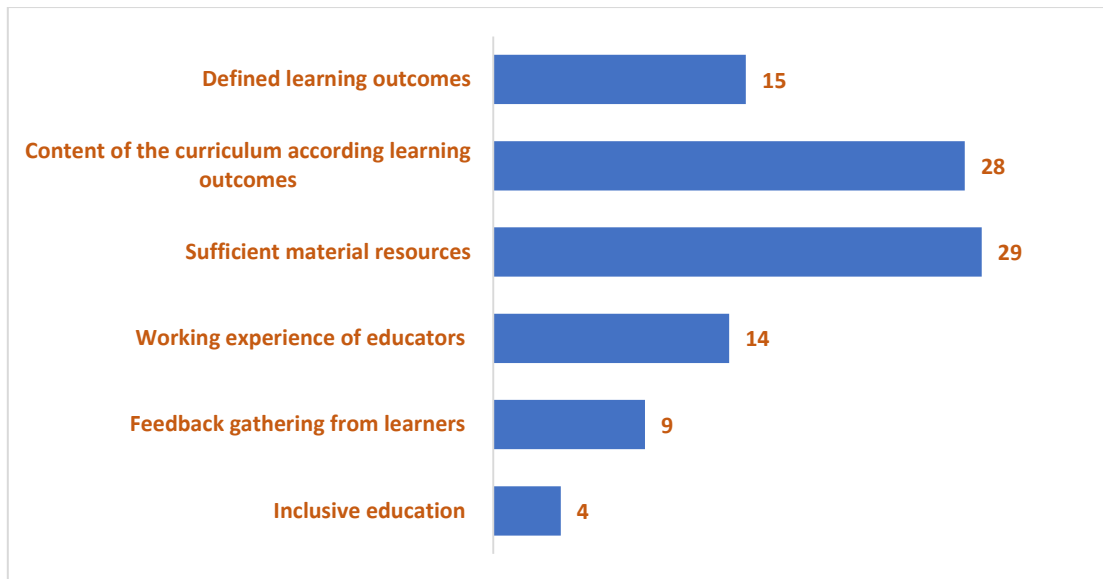 Defined learning outcomes
15
Content of the curriculum according learning
outcomes
28
Sufficient material resources
29
Working experience of educators
14
Feedback gathering from learners
9
Inclusive education
4